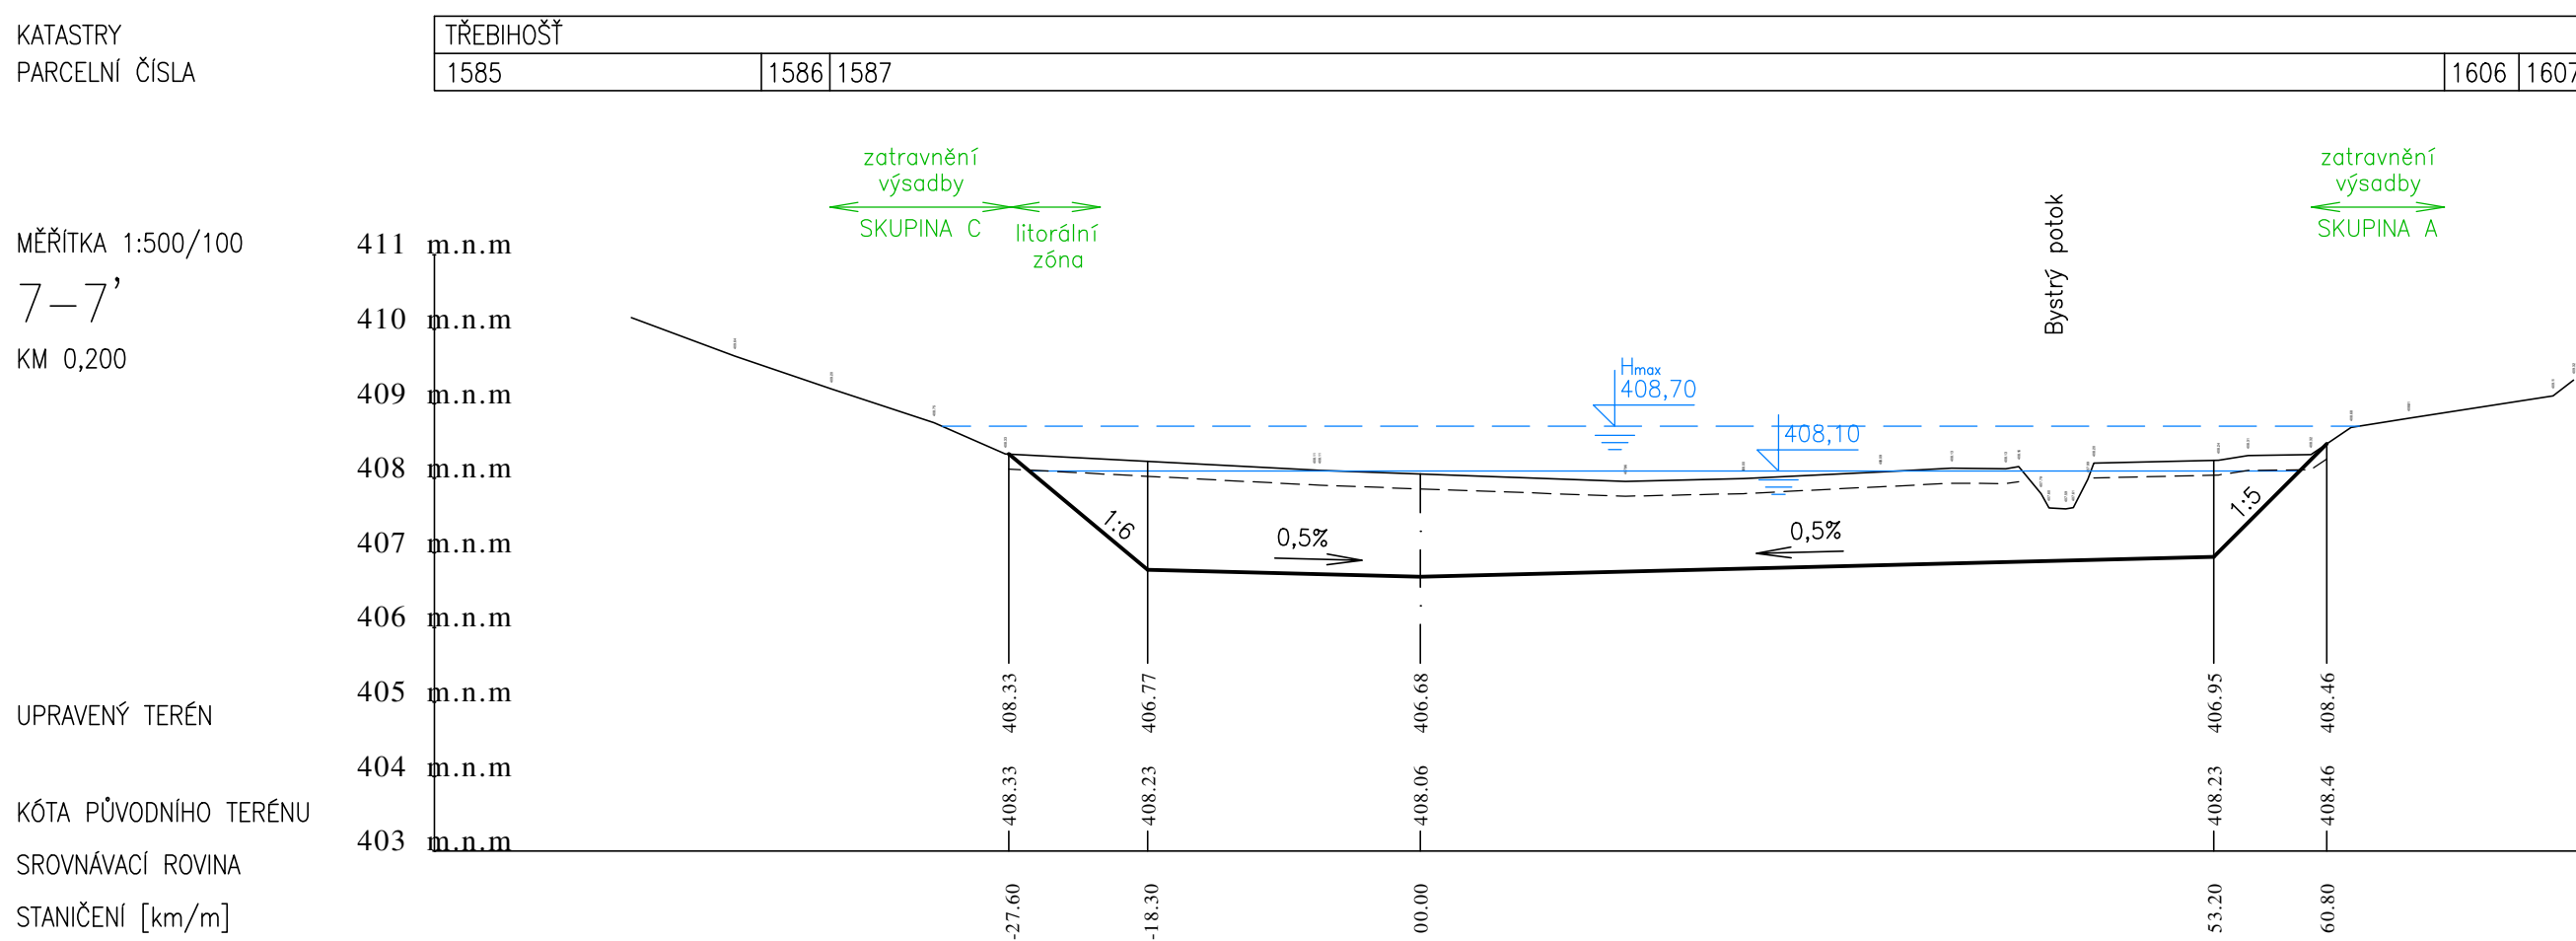 KATASTRY
TŘEBIHOŠŤ
PARCELNÍ ČÍSLA
1585
1586
1587
1606
1607
zatravnění
výsadby
SKUPINA C
litorální
zóna
Bystrý potok
zatravnění
výsadby
SKUPINA A
MĚŘÍTKA 1:500/100
7-7'
KM 0,200
411 m.n.m
410 m.n.m
409 m.n.m
408 m.n.m
407 m.n.m
406 m.n.m
405 m.n.m
404 m.n.m
403 m.n.m
Hmax
408,70
408,10
1:6
0,5%
0,5%
1:5
UPRAVENÝ TERÉN
408.33
406.77
406.68
406.95
408.46
KÓTA PŮVODNÍHO TERÉNU
408.33
408.23
408.06
408.23
408.46
SROVNÁVACÍ ROVINA
STANIČENÍ [km/m]
-27.60
-18.30
00.00
53.20
60.80